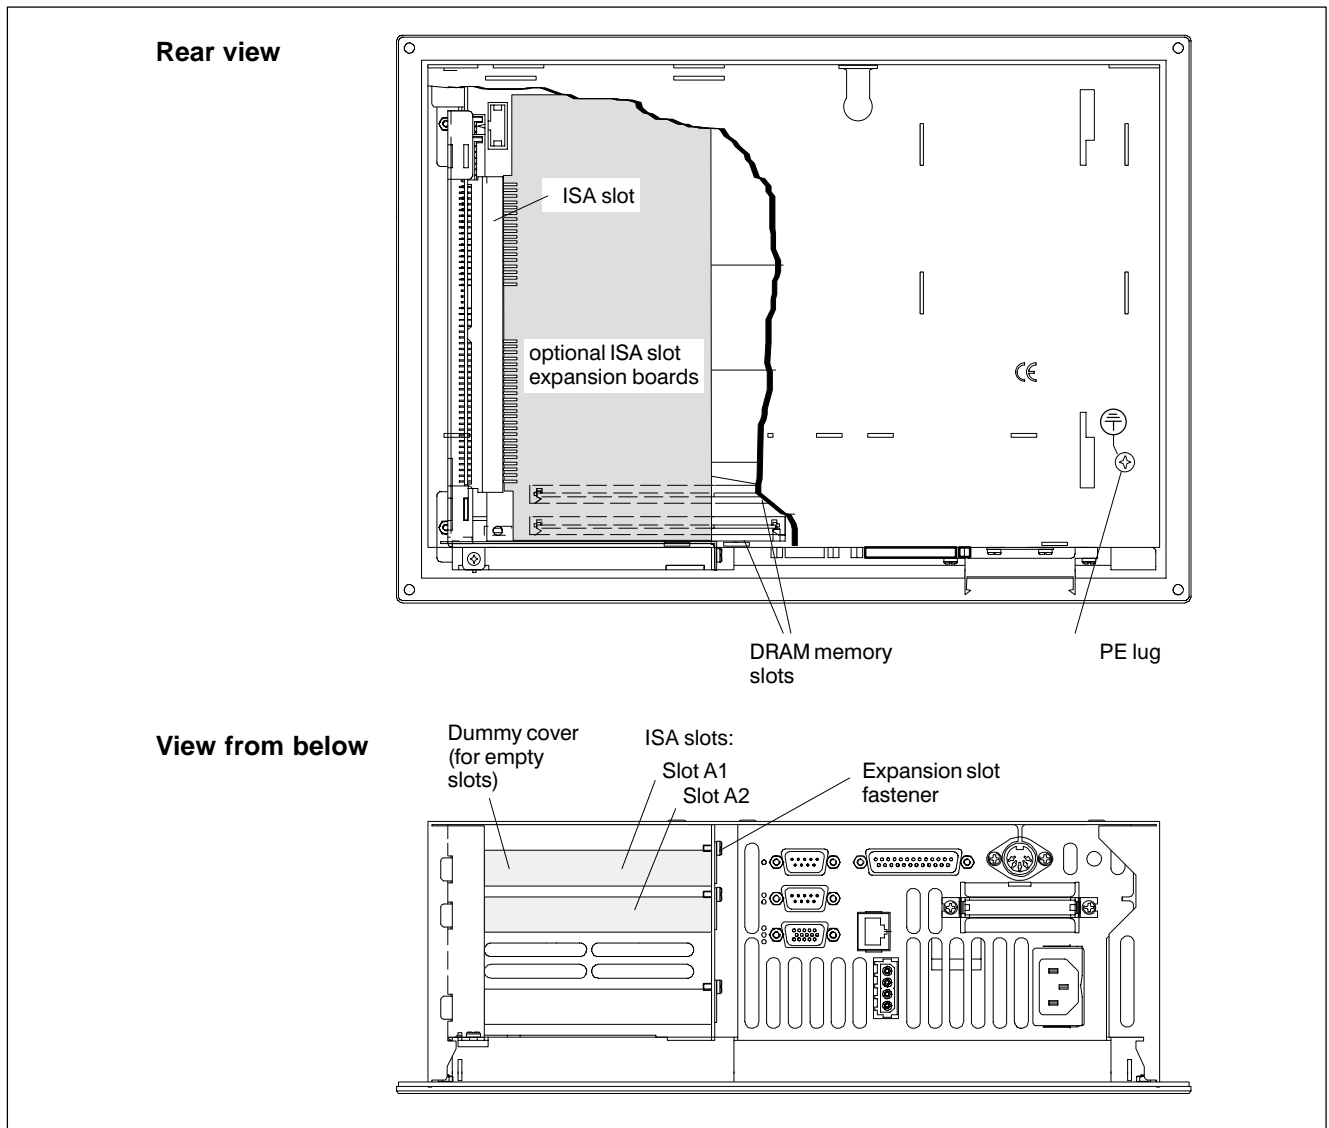 Rear view
ISA slot
optional ISA slot
expansion boards
CE
DRAM memory
slots
PE lug
View from below
Dummy cover
(for empty
slots)
ISA slots:
Slot A1
Slot A2
Expansion slot
fastener